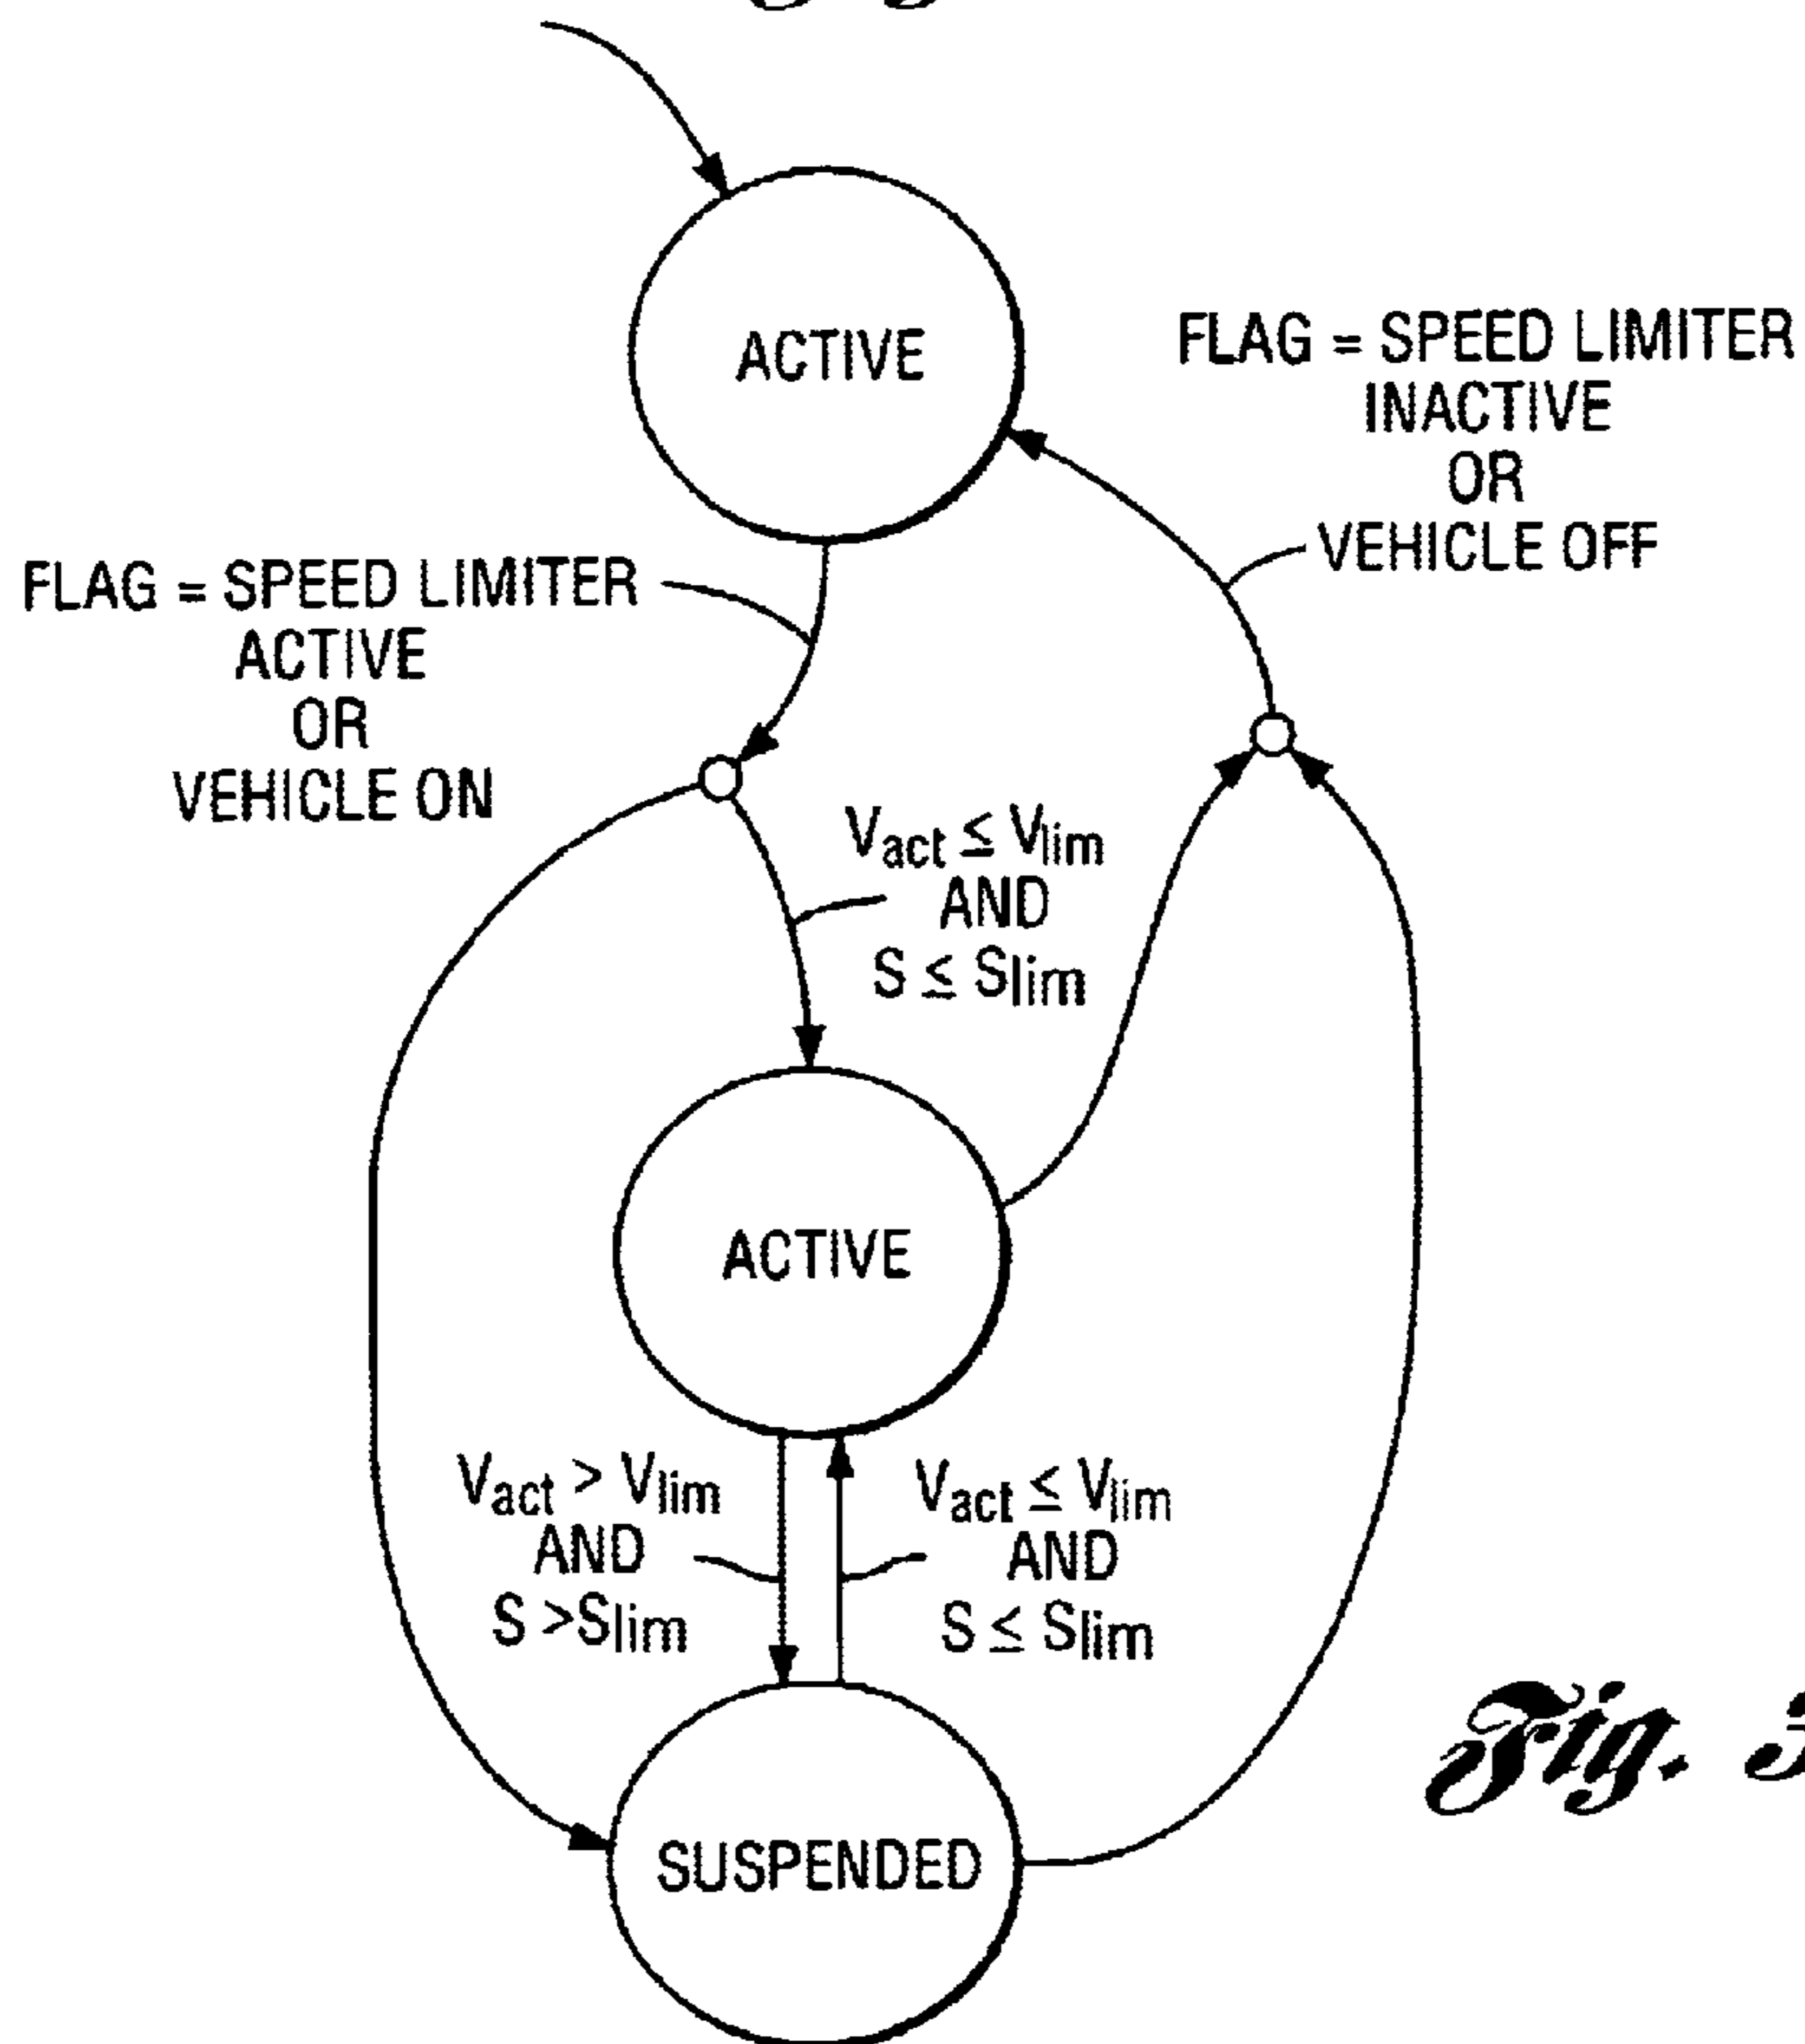 ACTIVE
FLAG = SPEED LIMITER
INACTIVE
OR
VEHICLE OFF
FLAG = SPEED LIMITER
ACTIVE
OR
VEHICLE ON
Vact ≤ Vlim
AND
S ≤ Slim
ACTIVE
Vact > Vlim
AND
S >Slim
Vact ≤ Vlim
AND
S ≤ Slim
SUSPENDED
Fig.